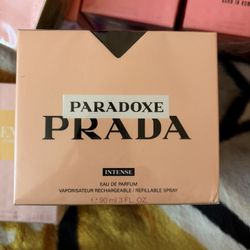 PARADOXE
PRADA
INTENSE
EAU DE PARFUM
VAPORISATEUR RECHARGEABLE / REFILLABLE SPRAY
e 90 ml 3 FL. OZ